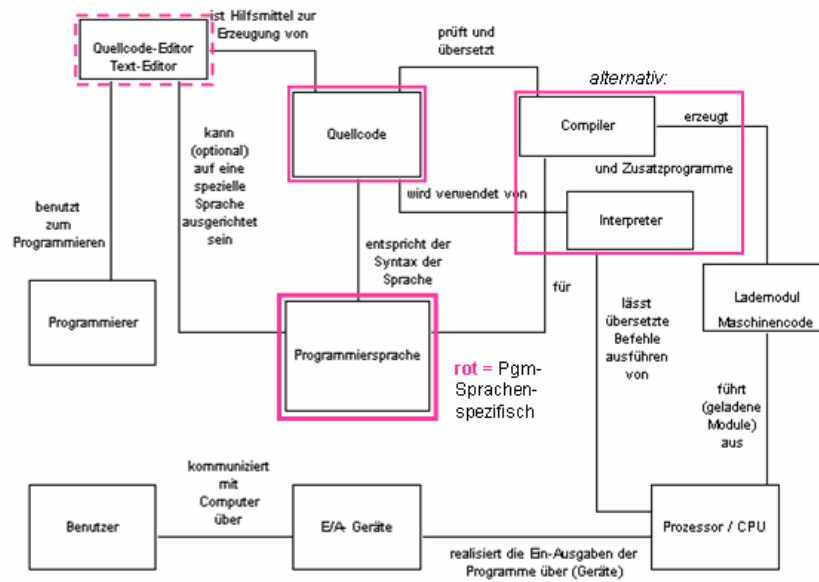 ist Hilfsmittel zur
Erzeugung von
Quellcode-Editor
Text-Editor
prüft und
übersetzt
alternativ:
Quellcode
Compiler
erzeugt
kann
(optional)
auf eine
spezielle
Sprache
ausgerichtet
sein
und Zusatzprogramme
wird verwendet von
Interpreter
benutzt
zum
Programmieren
entspricht der
Syntax der
Sprache
für
Programmierer
Programmiersprache
lässt
übersetzte
Befehle
ausführen
von
Lademodul
Maschinencode
rot = Pgm-
Sprachen-
spezifisch
führt
(geladene
Module)
aus
kommuniziert
mit
Computer
über
Benutzer
E/A- Geräte
Prozessor / CPU
realisiert die Ein-Ausgaben der
Programme über (Geräte)